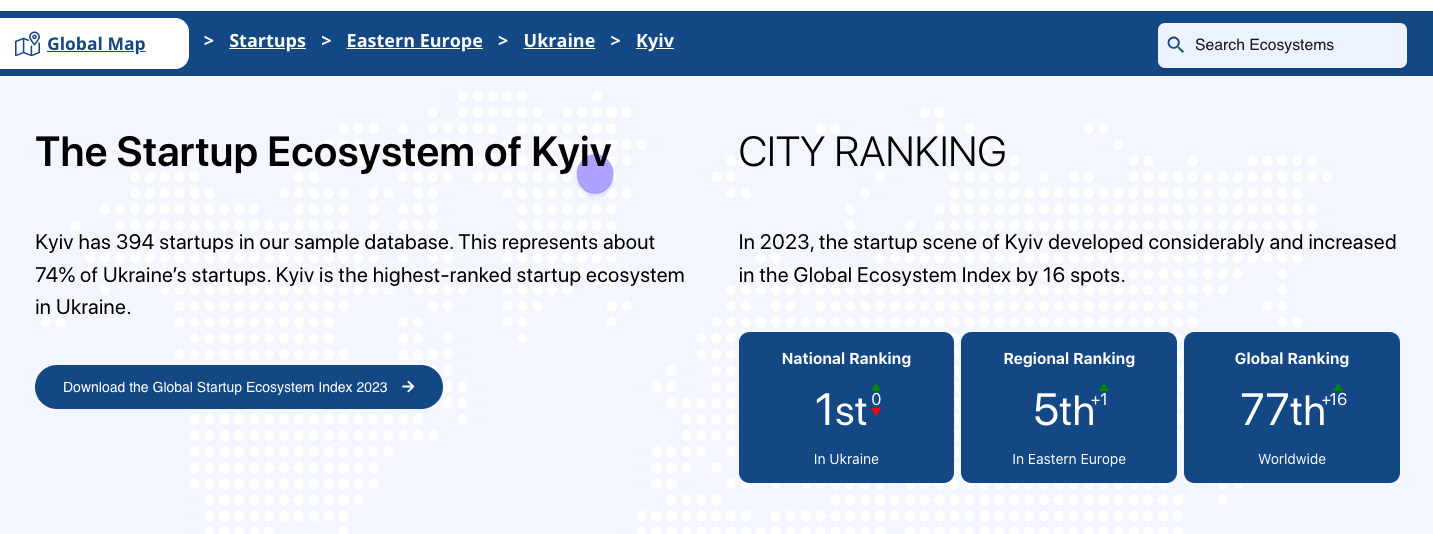 Global Map > Startups > Eastern Europe > Ukraine > Kyiv
Search Ecosystems
The Startup Ecosystem of Kyiv
Kyiv has 394 startups in our sample database. This represents about
74% of Ukraine’s startups. Kyiv is the highest-ranked startup ecosystem
in Ukraine.
Download the Global Startup Ecosystem Index 2023
CITY RANKING
In 2023, the startup scene of Kyiv developed considerably and increased
in the Global Ecosystem Index by 16 spots.
National Ranking
1st 0
In Ukraine
Regional Ranking
5th +1
In Eastern Europe
Global Ranking
77th +16
Worldwide